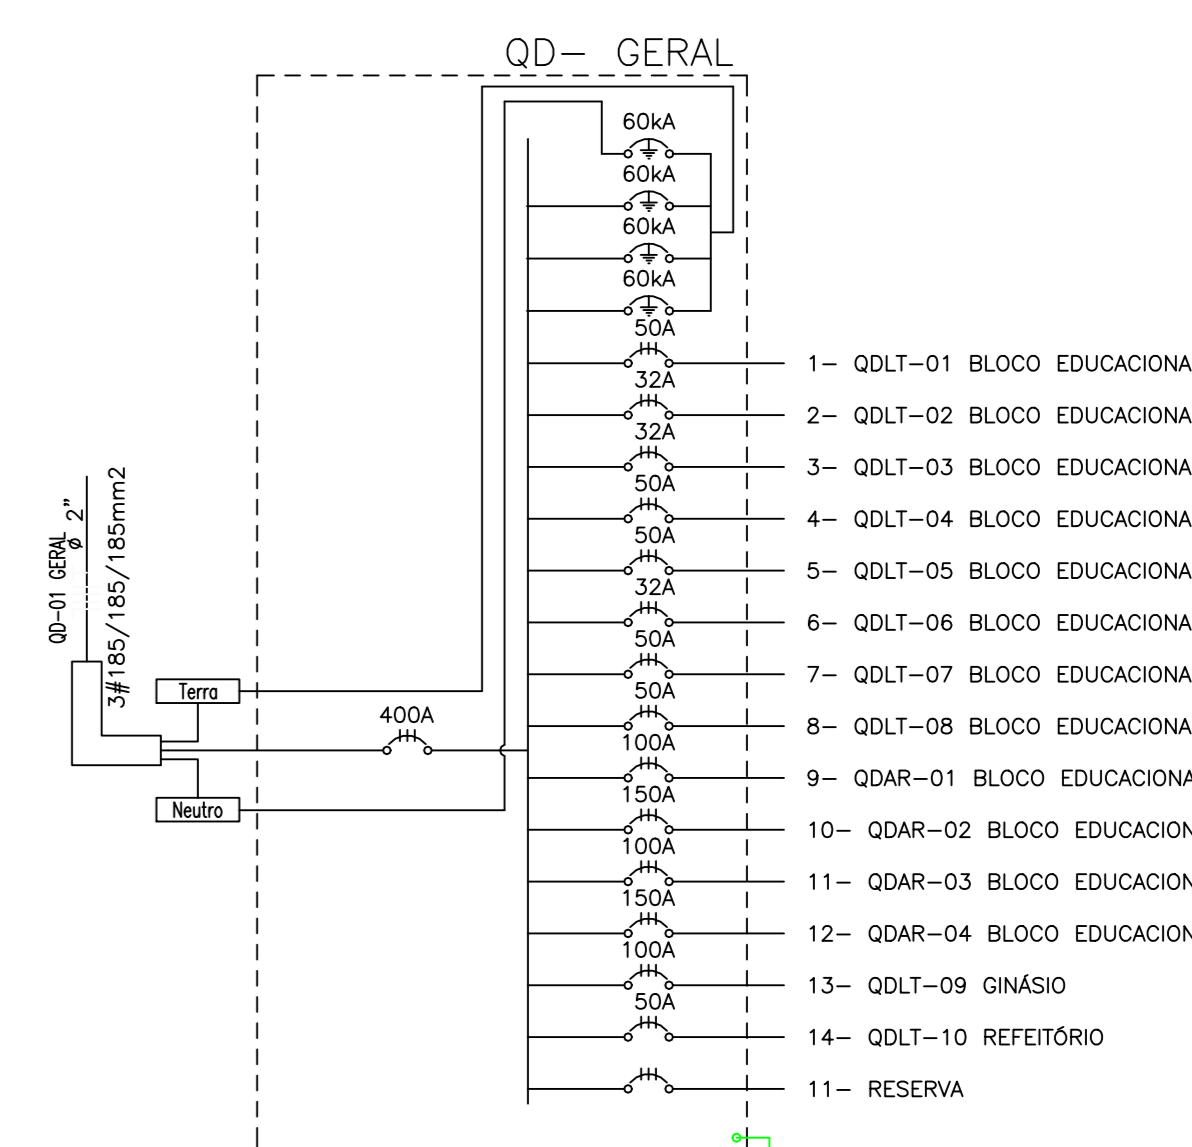 QD- GERAL
60kA
60kA
60kA
60kA
50A
1- QDLT-01 BLOCO EDUCACIONA
32A
2- QDLT-02 BLOCO EDUCACIONA
32A
3- QDLT-03 BLOCO EDUCACIONA
50A
4- QDLT-04 BLOCO EDUCACIONA
50A
5- QDLT-05 BLOCO EDUCACIONA
32A
6- QDLT-06 BLOCO EDUCACIONA
50A
7- QDLT-07 BLOCO EDUCACIONA
50A
8- QDLT-08 BLOCO EDUCACIONA
100A
9- QDAR-01 BLOCO EDUCACIONA
150A
10- QDAR-02 BLOCO EDUCACION
100A
11- QDAR-03 BLOCO EDUCACION
150A
12- QDAR-04 BLOCO EDUCACION
100A
13- QDLT-09 GINÁSIO
50A
14- QDLT-10 REFEITÓRIO
11- RESERVA
QD-01 GERAL
ø 2"
3#185/185/185mm2
Terra
400A
Neutro